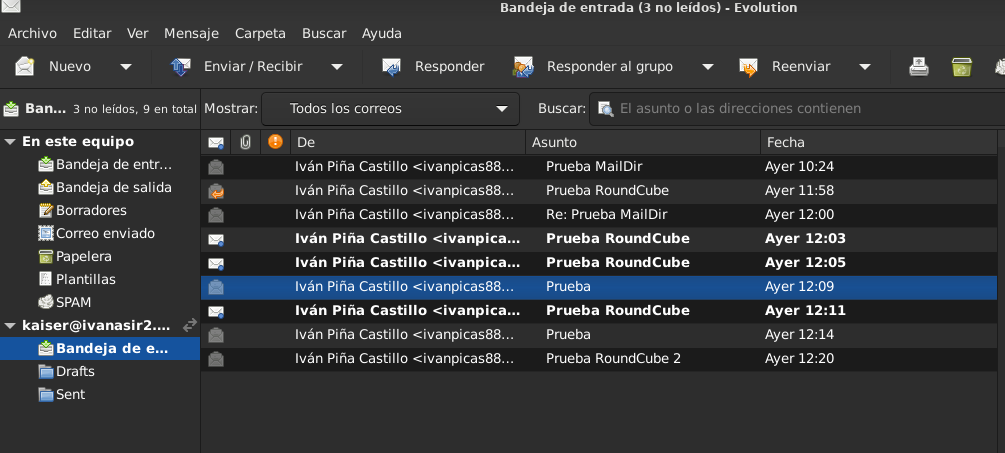 Bandeja de entrada (3 no leídos) - Evolution
Archivo Editar Ver Mensaje Carpeta Buscar Ayuda
Nuevo Enviar / Recibir Responder Responder al grupo Reenviar
Ban... 3 no leídos, 9 en total Mostrar: Todos los correos Buscar: El asunto o las direcciones contienen
En este equipo
Bandeja de entr...
Bandeja de salida
Borradores
Correo enviado
Papelera
Plantillas
SPAM
kaiser@ivanasir2....
Bandeja de e...
Drafts
Sent
De Asunto Fecha
Iván Piña Castillo <ivanpicas88... Prueba MailDir Ayer 10:24
Iván Piña Castillo <ivanpicas88... Prueba RoundCube Ayer 11:58
Iván Piña Castillo <ivanpicas88... Re: Prueba MailDir Ayer 12:00
Iván Piña Castillo <ivanpica... Prueba RoundCube Ayer 12:03
Iván Piña Castillo <ivanpica... Prueba RoundCube Ayer 12:05
Iván Piña Castillo <ivanpicas88... Prueba Ayer 12:09
Iván Piña Castillo <ivanpica... Prueba RoundCube Ayer 12:11
Iván Piña Castillo <ivanpicas88... Prueba Ayer 12:14
Iván Piña Castillo <ivanpicas88... Prueba RoundCube 2 Ayer 12:20